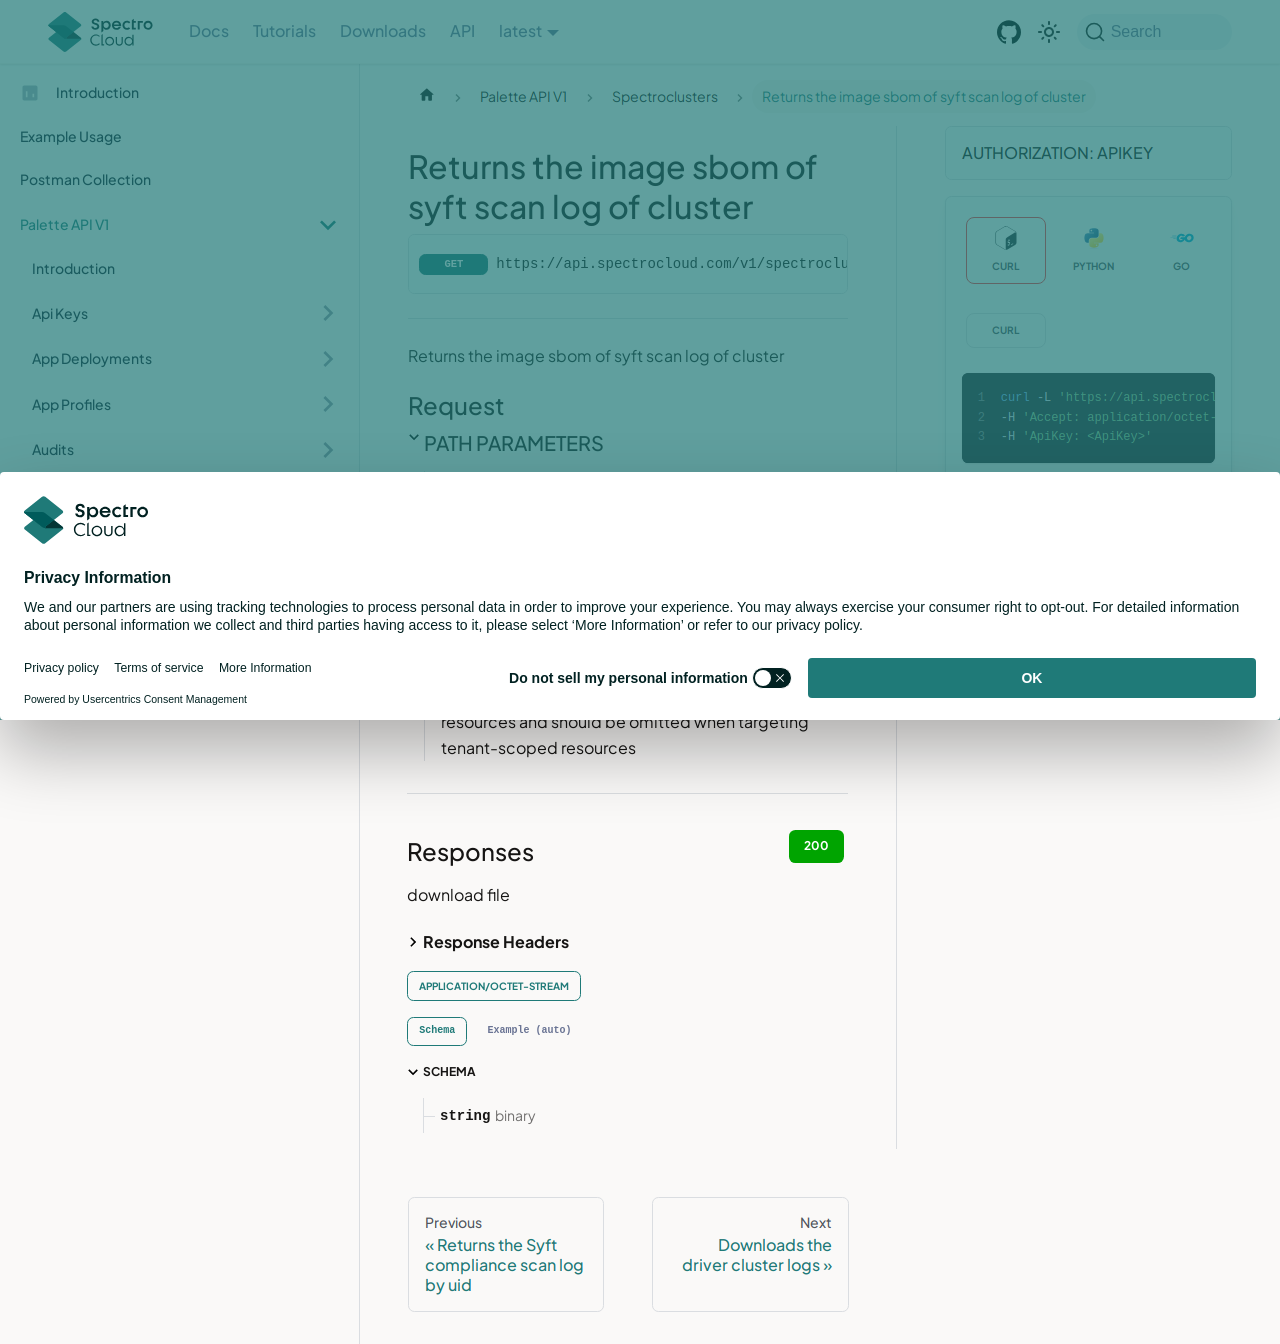 Spectro Cloud
Docs
Tutorials
Downloads
API
latest
Search
Introduction
Example Usage
Postman Collection
Palette API V1
Introduction
Api Keys
App Deployments
App Profiles
Audits
Palette API V1
Spectroclusters
Returns the image sbom of syft scan log of cluster
Returns the image sbom of
syft scan log of cluster
GET
https://api.spectrocloud.com/v1/spectroclu
Returns the image sbom of syft scan log of cluster
Request
PATH PARAMETERS
AUTHORIZATION: APIKEY
CURL
PYTHON
GO
CURL
1 curl -L 'https://api.spectrocl
2 -H 'Accept: application/octet-
3 -H 'ApiKey: <ApiKey>'
Spectro
Cloud
Privacy Information
We and our partners are using tracking technologies to process personal data in order to improve your experience. You may always exercise your consumer right to opt-out. For detailed information
about personal information we collect and third parties having access to it, please select ‘More Information’ or refer to our privacy policy.
Privacy policy
Terms of service
More Information
Powered by Usercentrics Consent Management
Do not sell my personal information
OK
resources and should be omitted when targeting
tenant-scoped resources
Responses
200
download file
Response Headers
APPLICATION/OCTET-STREAM
Schema
Example (auto)
SCHEMA
string binary
Previous
« Returns the Syft
compliance scan log
by uid
Next
Downloads the
driver cluster logs »